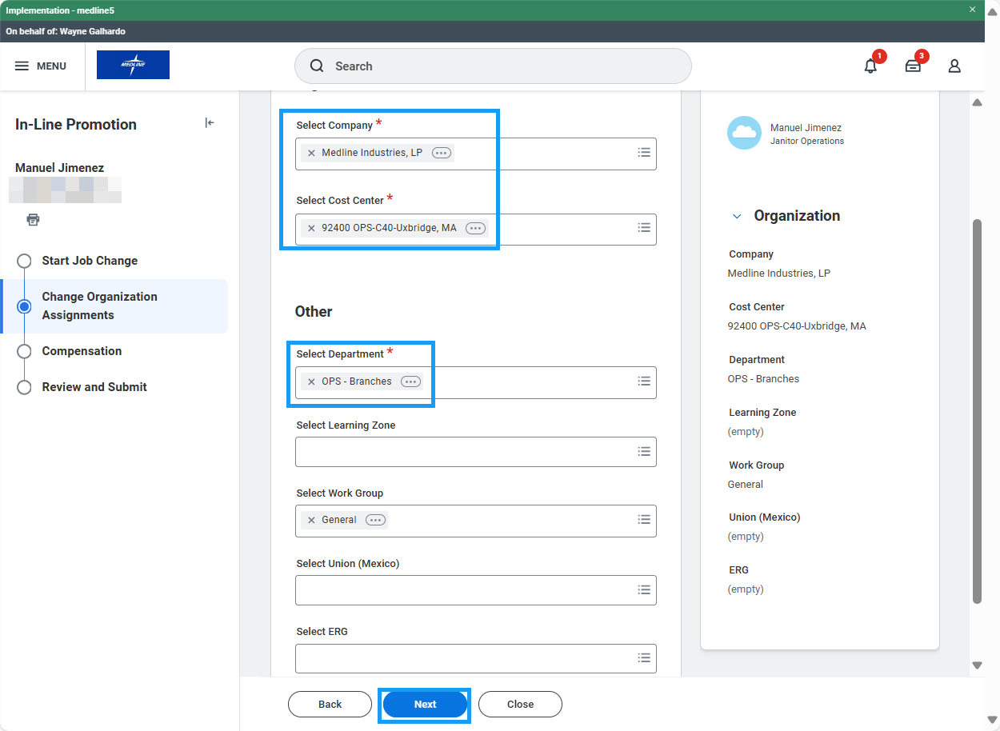 Implementation - medline5
On behalf of: Wayne Galhardo
MENU
MEDLINE
Search
1
3
In-Line Promotion
Manuel Jimenez
Start Job Change
Change Organization
Assignments
Compensation
Review and Submit
Select Company *
Medline Industries, LP
Select Cost Center *
92400 OPS-C40-Uxbridge, MA
Other
Select Department *
OPS - Branches
Select Learning Zone
Select Work Group
General
Select Union (Mexico)
Select ERG
Back
Next
Close
Manuel Jimenez
Janitor Operations
Organization
Company
Medline Industries, LP
Cost Center
92400 OPS-C40-Uxbridge, MA
Department
OPS - Branches
Learning Zone
(empty)
Work Group
General
Union (Mexico)
(empty)
ERG
(empty)